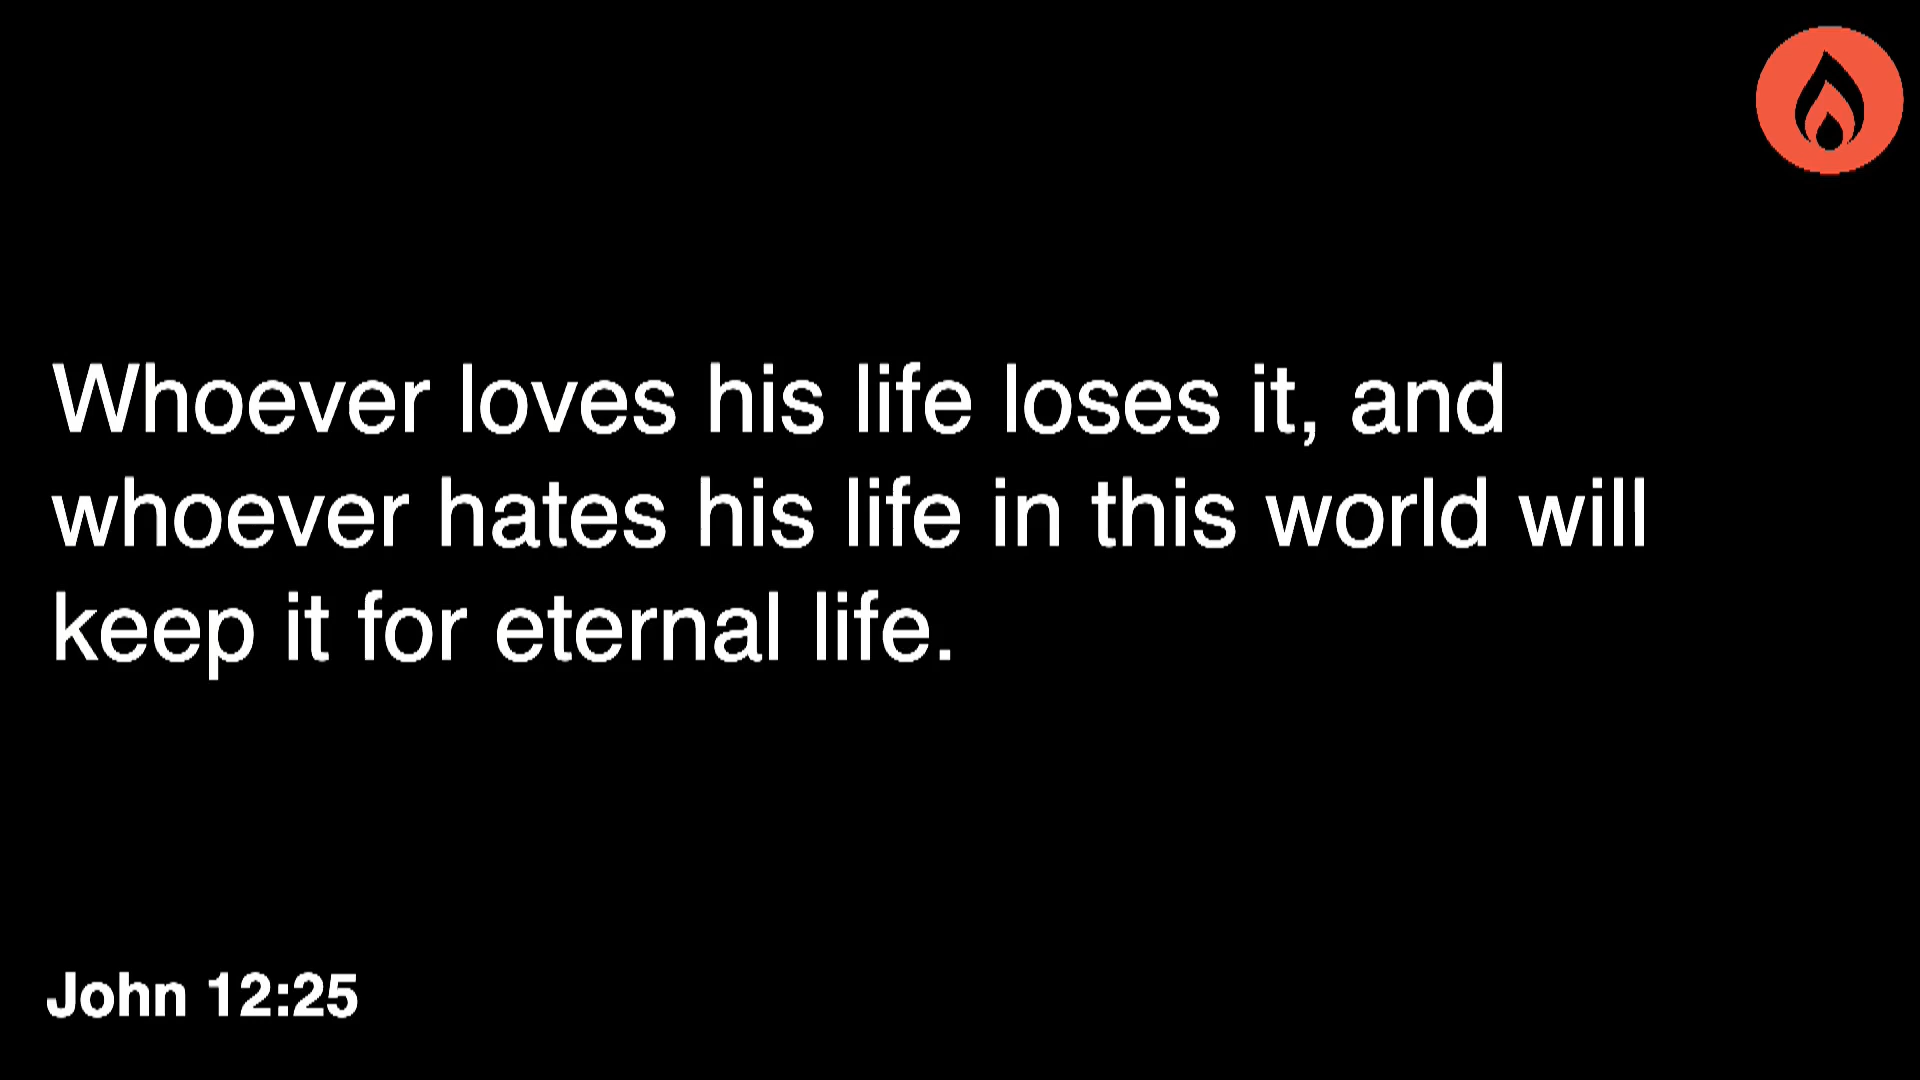 Whoever loves his life loses it, and
whoever hates his life in this world will
keep it for eternal life.
John 12:25